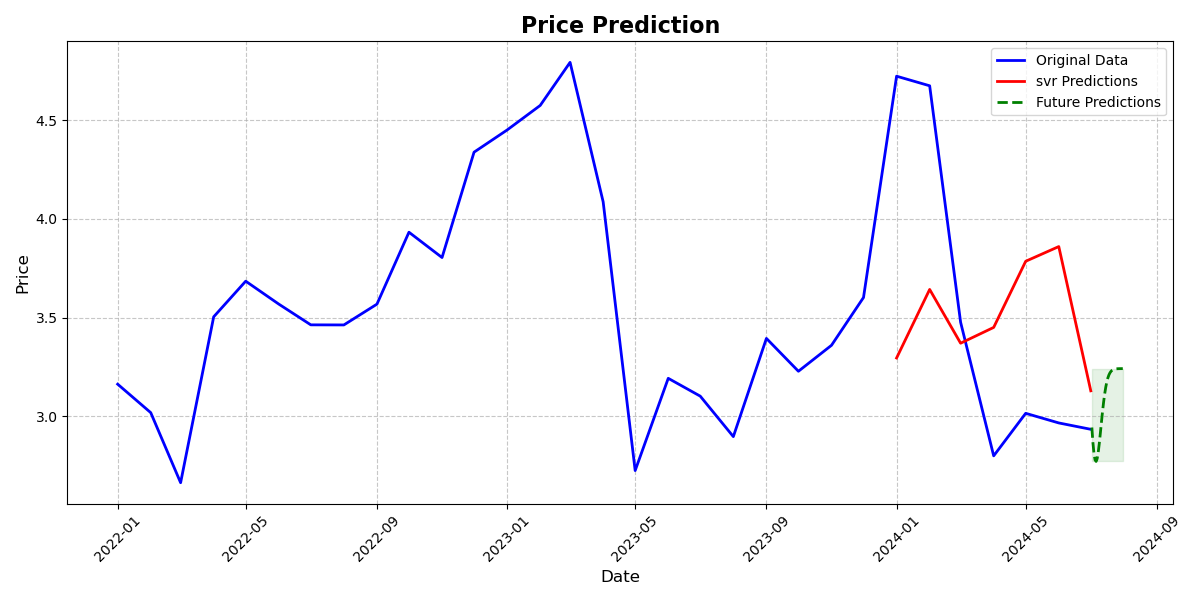 Price Prediction
Original Data
svr Predictions
Future Predictions
Price
4.5
4.0
3.5
3.0
2022-01
2022-05
2022-09
2023-01
2023-05
2023-09
2024-01
2024-05
2024-09
Date